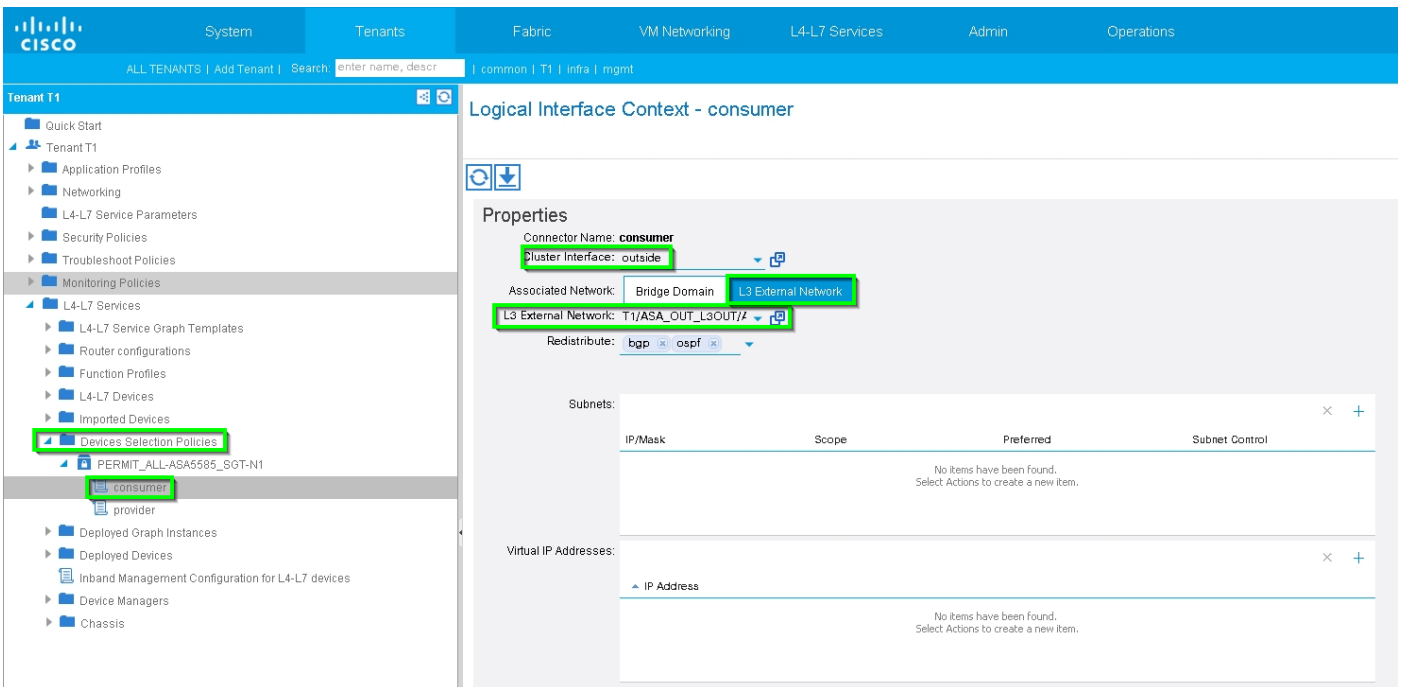 CISCO
System Tenants Fabric VM Networking L4-L7 Services Admin Operations
ALL TENANTS | Add Tenant | Search: enter name, descr | common | T1 | infra | mgmt
Tenant T1
Quick Start
Tenant T1
Application Profiles
Networking
L4-L7 Service Parameters
Security Policies
Troubleshoot Policies
Monitoring Policies
L4-L7 Services
L4-L7 Service Graph Templates
Router configurations
Function Profiles
L4-L7 Devices
Imported Devices
Devices Selection Policies
PERMIT_ALL-ASA5585_SGT-N1
consumer
provider
Deployed Graph Instances
Deployed Devices
Inband Management Configuration for L4-L7 devices
Device Managers
Chassis
Logical Interface Context - consumer
Properties
Connector Name: consumer
Cluster Interface: outside
Associated Network: Bridge Domain L3 External Network
L3 External Network: T1/ASA_OUT_L3OUT/
Redistribute: bgp ospf
Subnets:
IP/Mask Scope Preferred Subnet Control
No items have been found.
Select Actions to create a new item.
Virtual IP Addresses:
IP Address
No items have been found.
Select Actions to create a new item.